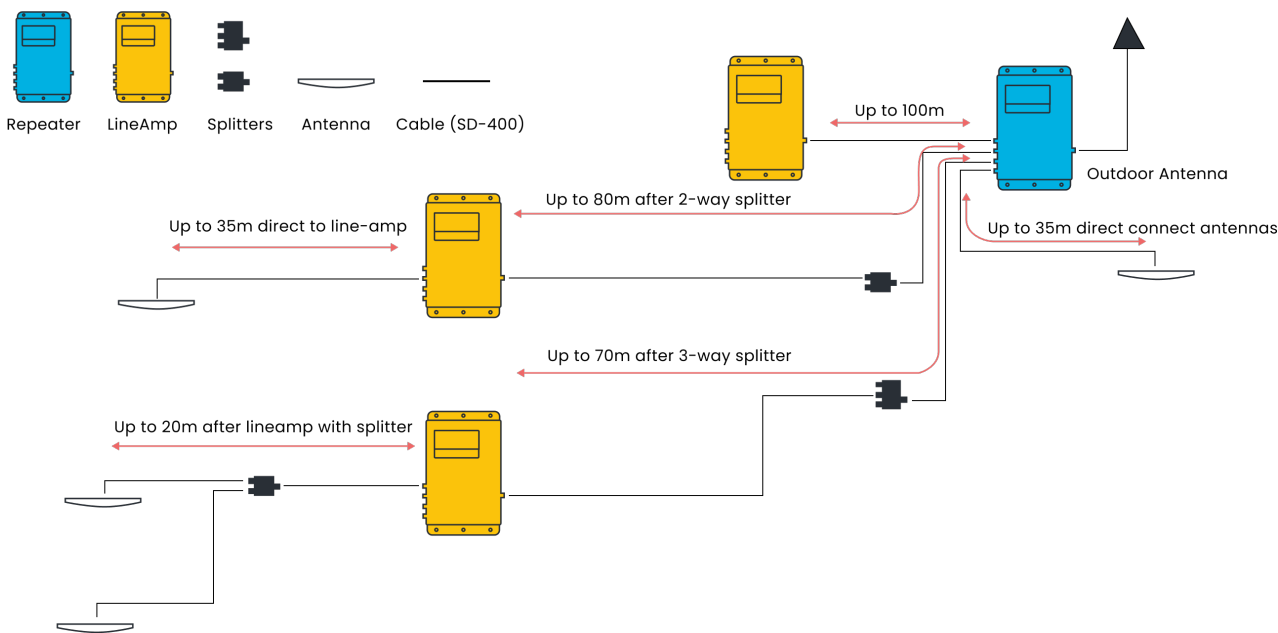 Repeater
LineAmp
Splitters
Antenna
Cable (SD-400)
Up to 100m
Outdoor Antenna
Up to 80m after 2-way splitter
Up to 35m direct to line-amp
Up to 35m direct connect antennas
Up to 70m after 3-way splitter
Up to 20m after lineamp with splitter